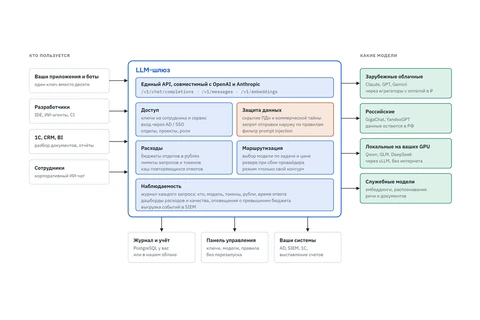 КТО ПОЛЬЗУЕТСЯ
Ваши приложения и боты
один ключ вместо десяти
Разработчики
IDE, ИИ-агенты, CI
1С, CRM, BI
разбор документов, отчёты
Сотрудники
корпоративный ИИ-чат
LLM-шлюз
Единый API, совместимый с OpenAI и Anthropic
/v1/chat/completions · /v1/messages · /v1/embeddings
Доступ
ключи на сотрудника и сервис
вход через AD / SSO
отделы, проекты, роли
Защита данных
скрытие ПДн и коммерческой тайны
запрет отправки наружу по правилам
фильтр prompt injection
Расходы
бюджеты отделов в рублях
лимиты запросов и токенов
кэш повторяющихся ответов
Маршрутизация
выбор модели по задаче и цене
резерв при сбое провайдера
режим «только свой контур»
Наблюдаемость
журнал каждого запроса: кто, модель, токены, рубли, время ответа
дашборды расходов и качества, оповещения о превышении бюджета
выгрузка событий в SIEM
КАКИЕ МОДЕЛИ
Зарубежные облачные
Claude, GPT, Gemini
через агрегаторы с оплатой в ₽
Российские
GigaChat, YandexGPT
данные остаются в РФ
Локальные на ваших GPU
Qwen, GLM, DeepSeek
через vLLM, без интернета
Служебные модели
эмбеддинги, распознавание
речи и документов
Журнал и учёт
PostgreSQL, у вас
или в нашем облаке
Панель управления
ключи, модели, правила
без перезапуска
Ваши системы
AD, SIEM, 1С,
выставление счетов